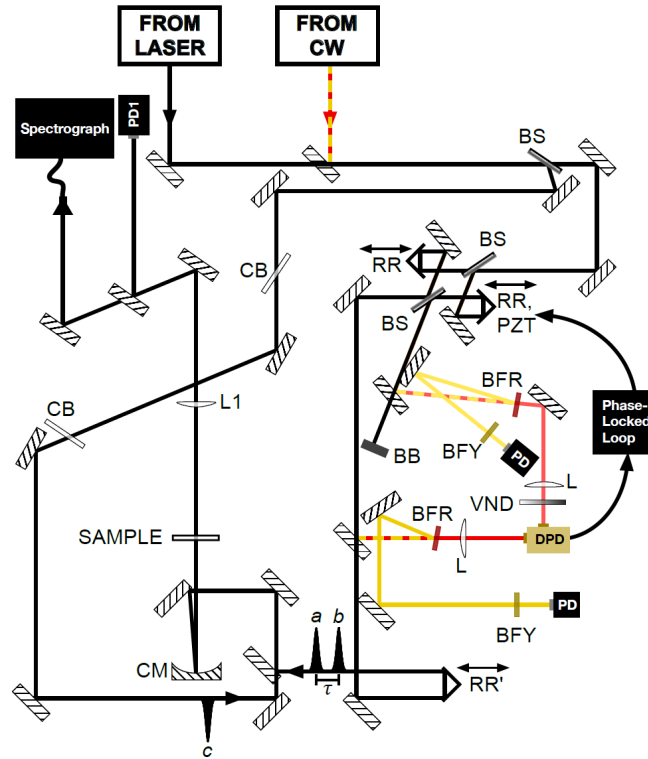 FROM
LASER
FROM
CW
Spectrograph
PD1
BS
CB
RR
BS
BS
RR,
PZT
CB
L1
BFR
BFY
PD
BB
Phase-
Locked
Loop
L
VND
SAMPLE
BFR
L
DPD
BFY
PD
a
b
τ
CM
RR'
c